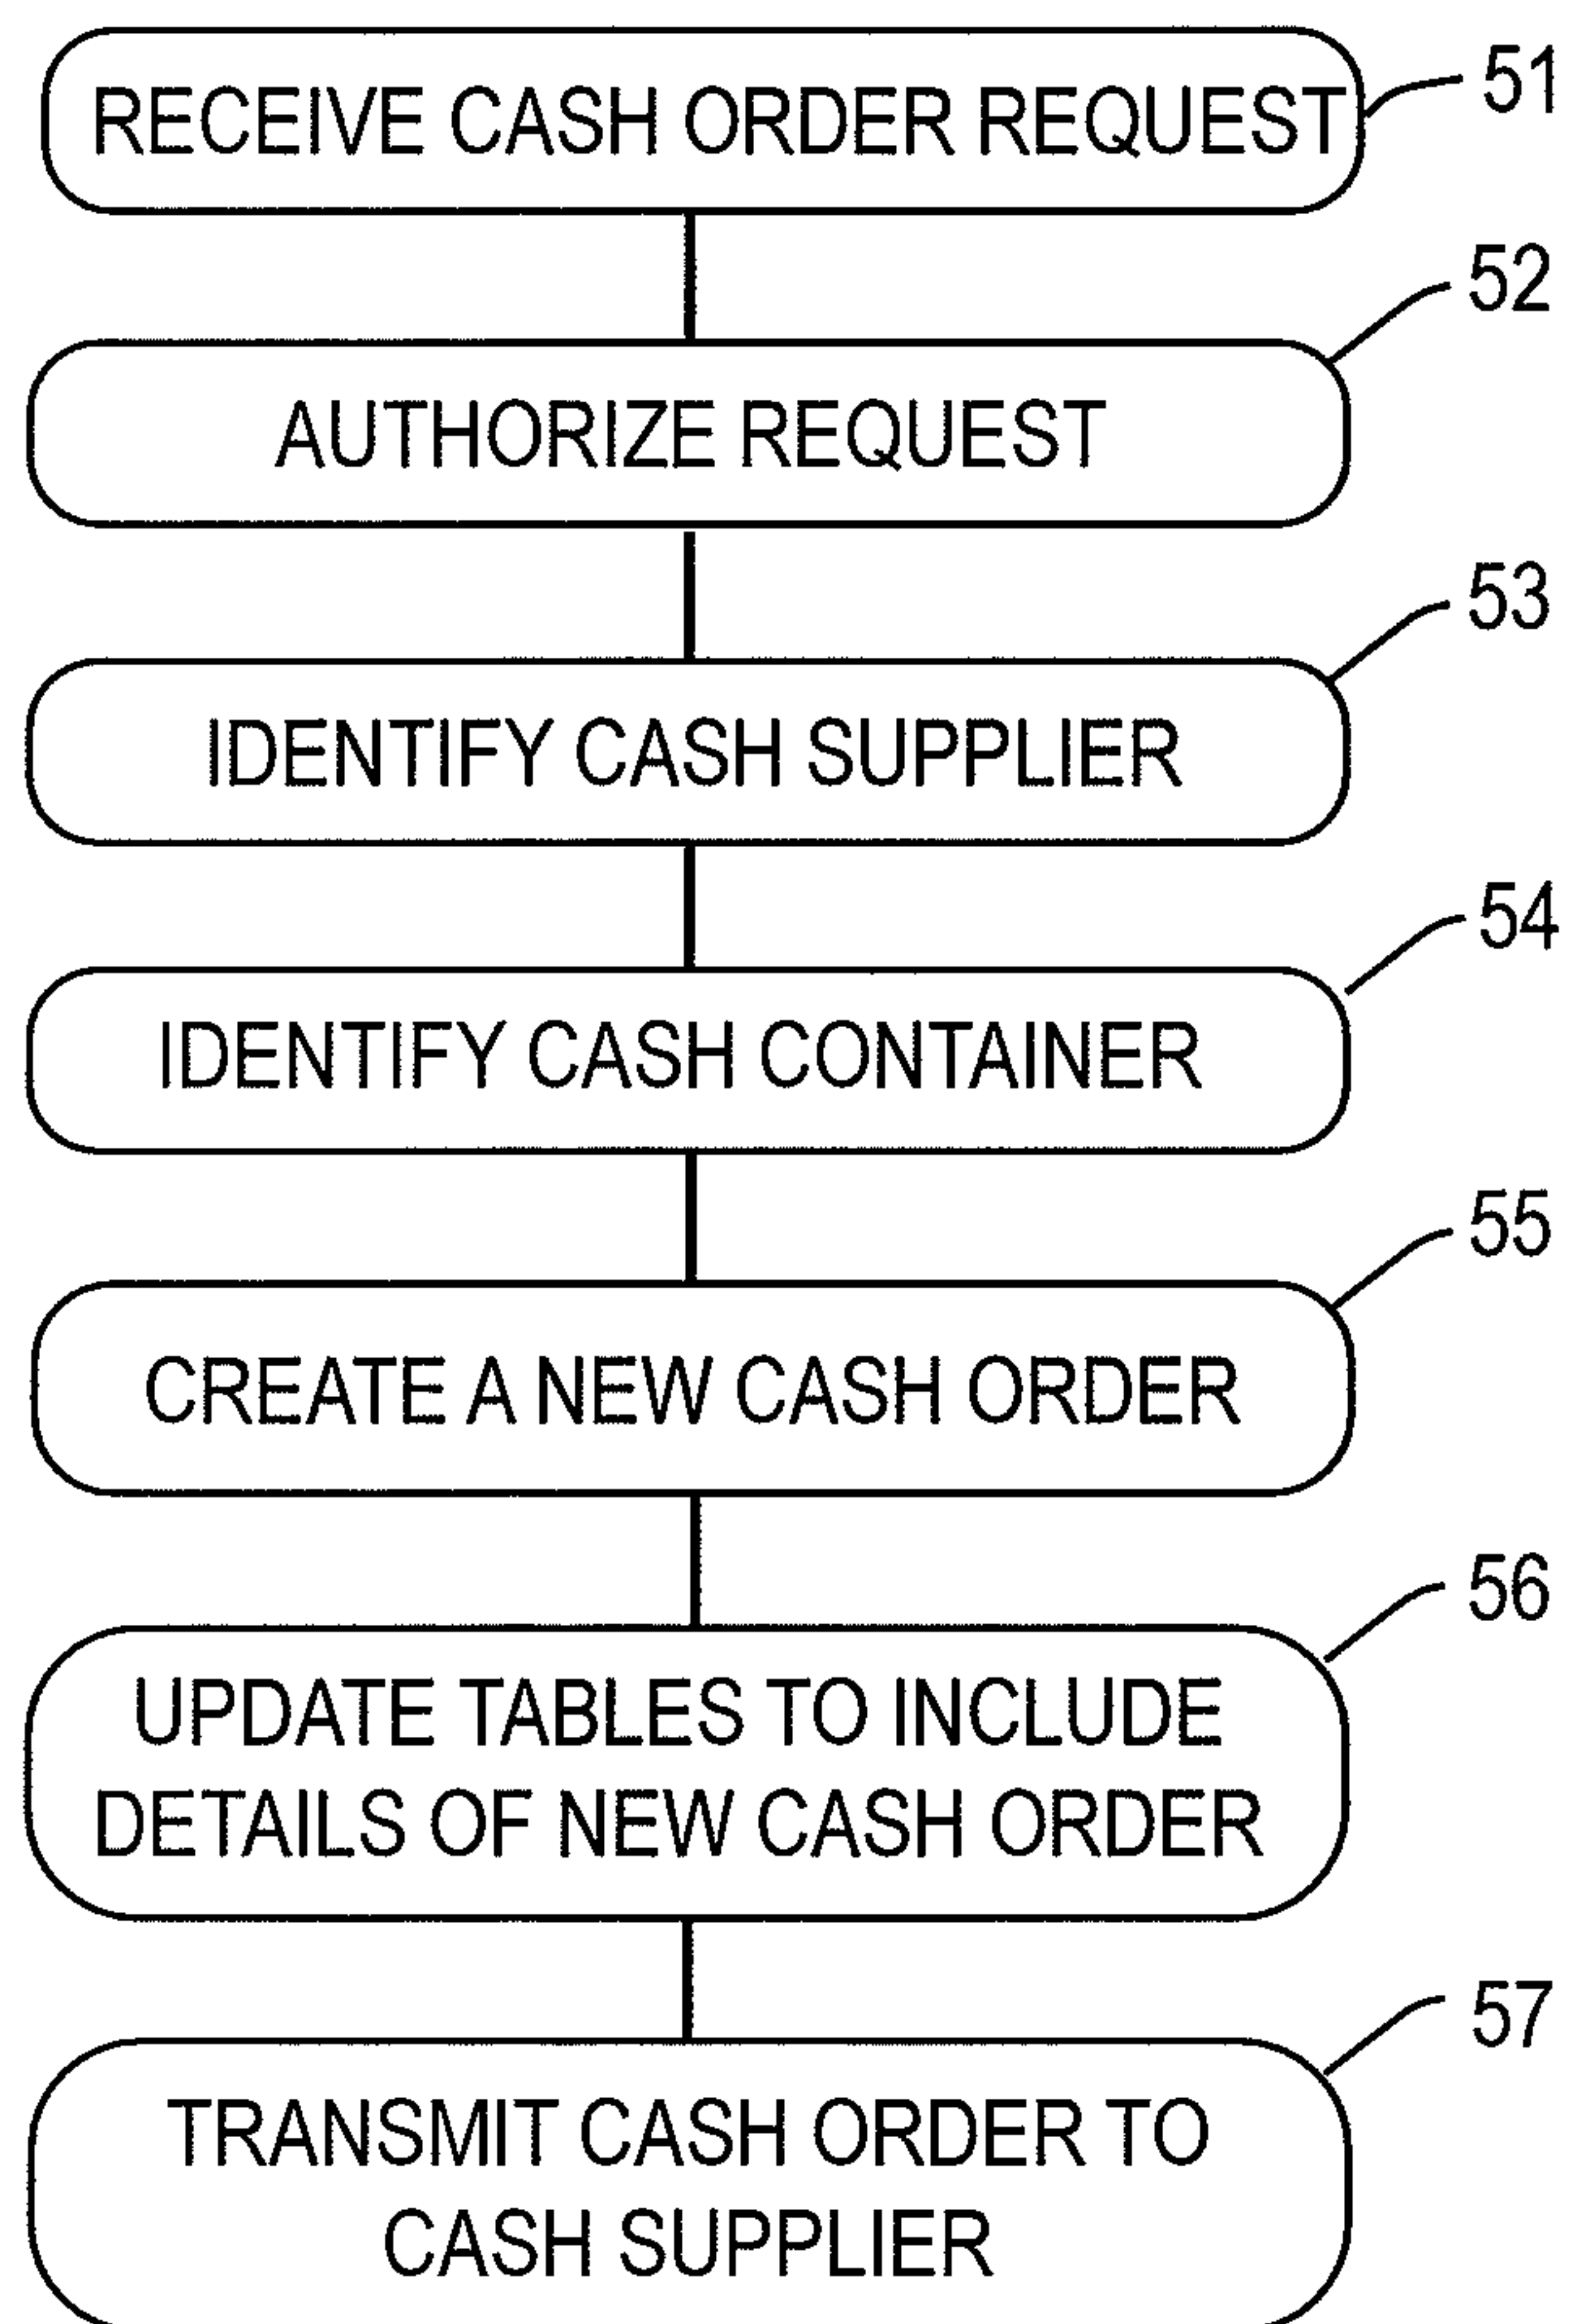 RECEIVE CASH ORDER REQUEST
51
52
AUTHORIZE REQUEST
53
IDENTIFY CASH SUPPLIER
54
IDENTIFY CASH CONTAINER
55
CREATE A NEW CASH ORDER
56
UPDATE TABLES TO INCLUDE
DETAILS OF NEW CASH ORDER
57
TRANSMIT CASH ORDER TO
CASH SUPPLIER